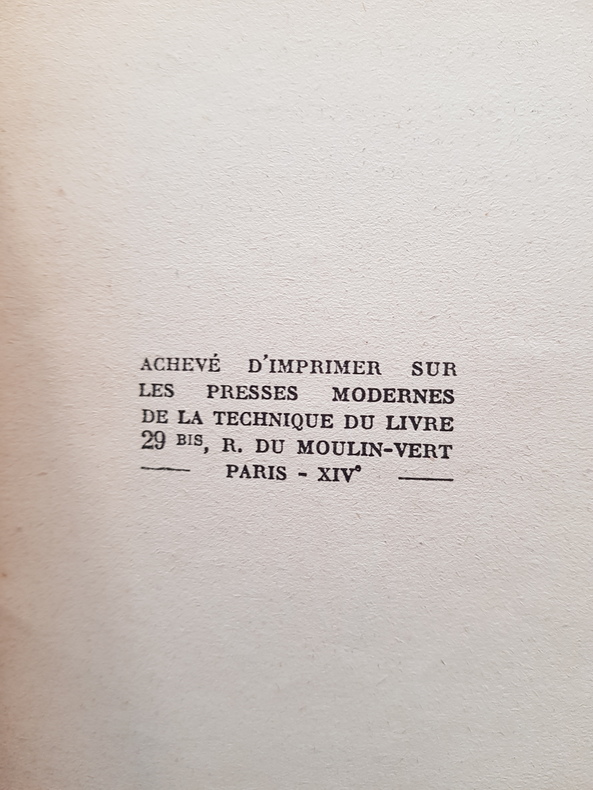 ACHEVÉ D'IMPRIMER SUR
LES PRESSES MODERNES
DE LA TECHNIQUE DU LIVRE
29 BIS, R. DU MOULIN-VERT
PARIS - XIVe